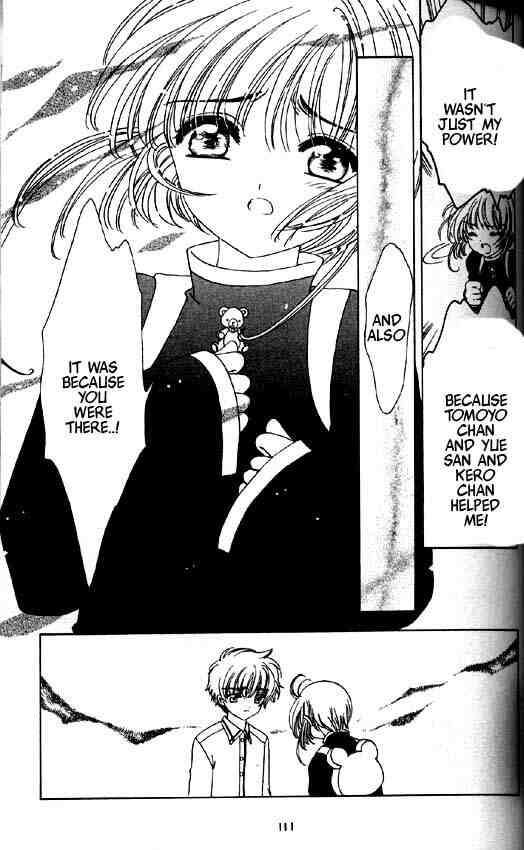 IT
WASN'T
JUST MY
POWER!
BECAUSE
TOMOYO
CHAN
AND YUE
SAN AND
KERO
CHAN
HELPED
ME!
AND
ALSO
IT WAS
BECAUSE
YOU
WERE
THERE..!
111